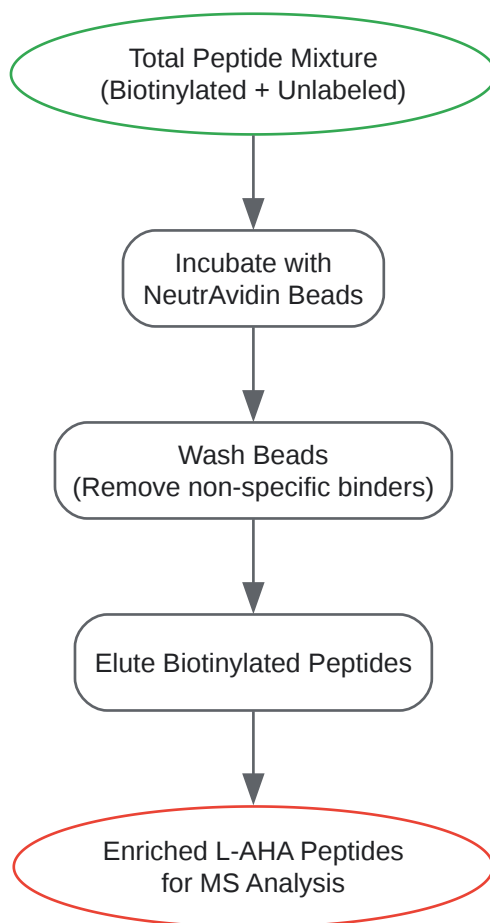 Total Peptide Mixture
(Biotinylated + Unlabeled)
Incubate with
NeutrAvidin Beads
Wash Beads
(Remove non-specific binders)
Elute Biotinylated Peptides
Enriched L-AHA Peptides
for MS Analysis